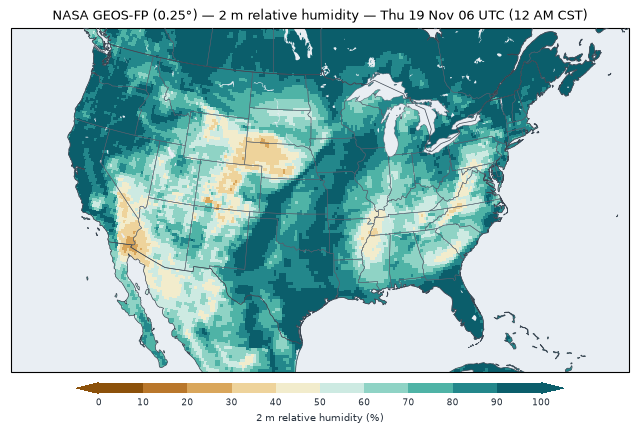 NASA GEOS-FP (0.25°) — 2 m relative humidity — Thu 19 Nov 06 UTC (12 AM CST)
0 10 20 30 40 50 60 70 80 90 100
2 m relative humidity (%)